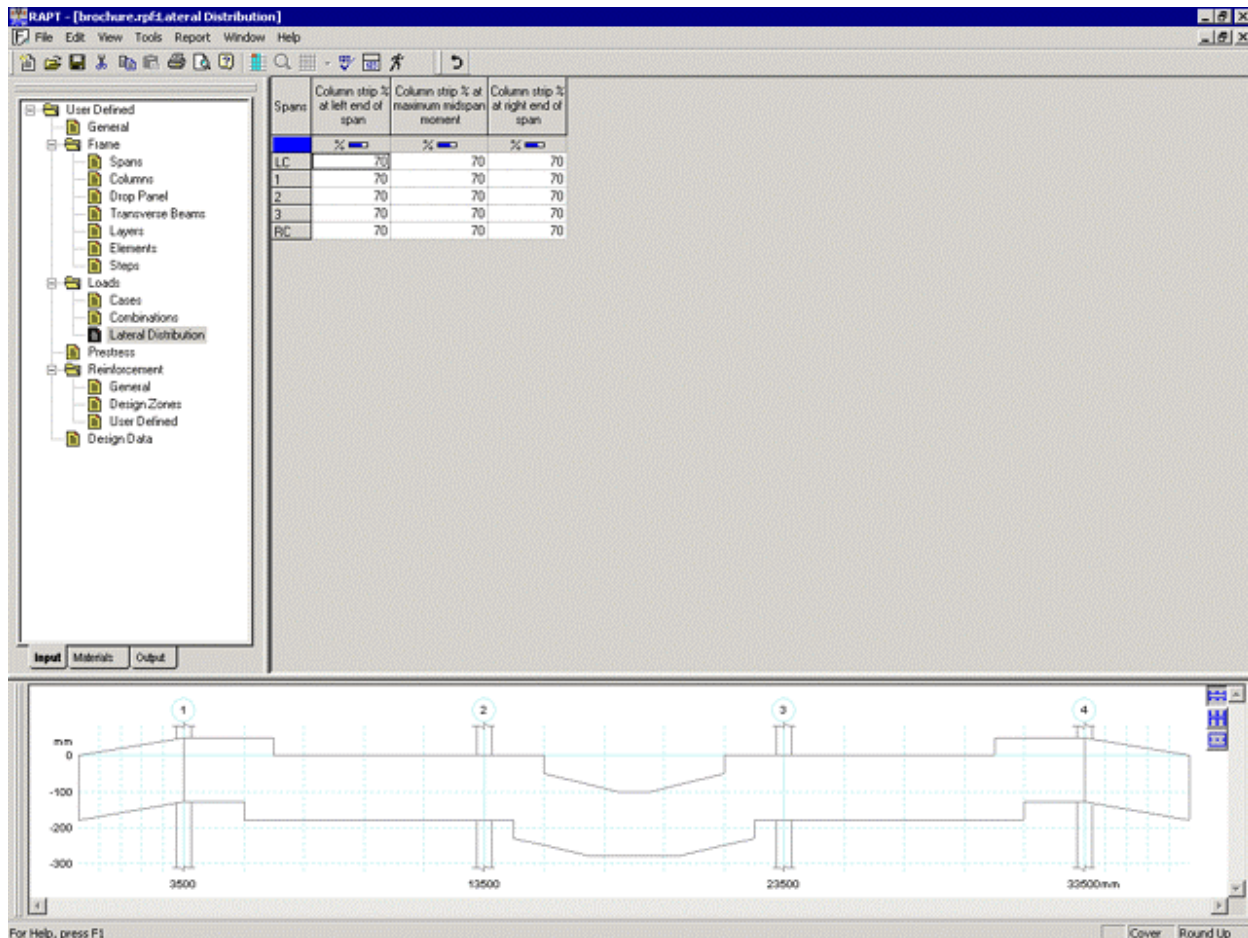 RAPT - [brochure.rpf:Lateral Distribution]
File Edit View Tools Report Window Help
User Defined
General
Frame
Spans
Columns
Drop Panel
Transverse Beams
Layers
Elements
Steps
Loads
Cases
Combinations
Lateral Distribution
Prestress
Reinforcement
General
Design Zones
User Defined
Design Data
Input Materials Output
Spans Column strip % at left end of span Column strip % at maximum midspan moment Column strip % at right end of span
% % %
LC 70 70 70
1 70 70 70
2 70 70 70
3 70 70 70
RC 70 70 70
1 2 3 4
mm
0
-100
-200
-300
3500 13500 23500 33500mm
For Help, press F1
Cover Round Up